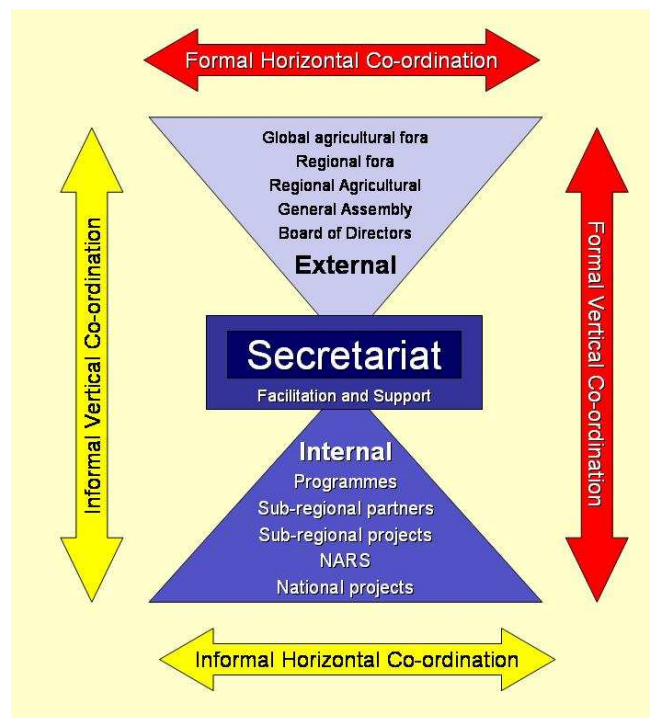 Formal Horizontal Co-ordination
Global agricultural fora
Regional fora
Regional Agricultural
General Assembly
Board of Directors
External
Informal Vertical Co-ordination
Formal Vertical Co-ordination
Secretariat
Facilitation and Support
Internal
Programmes
Sub-regional partners
Sub-regional projects
NARS
National projects
Informal Horizontal Co-ordination